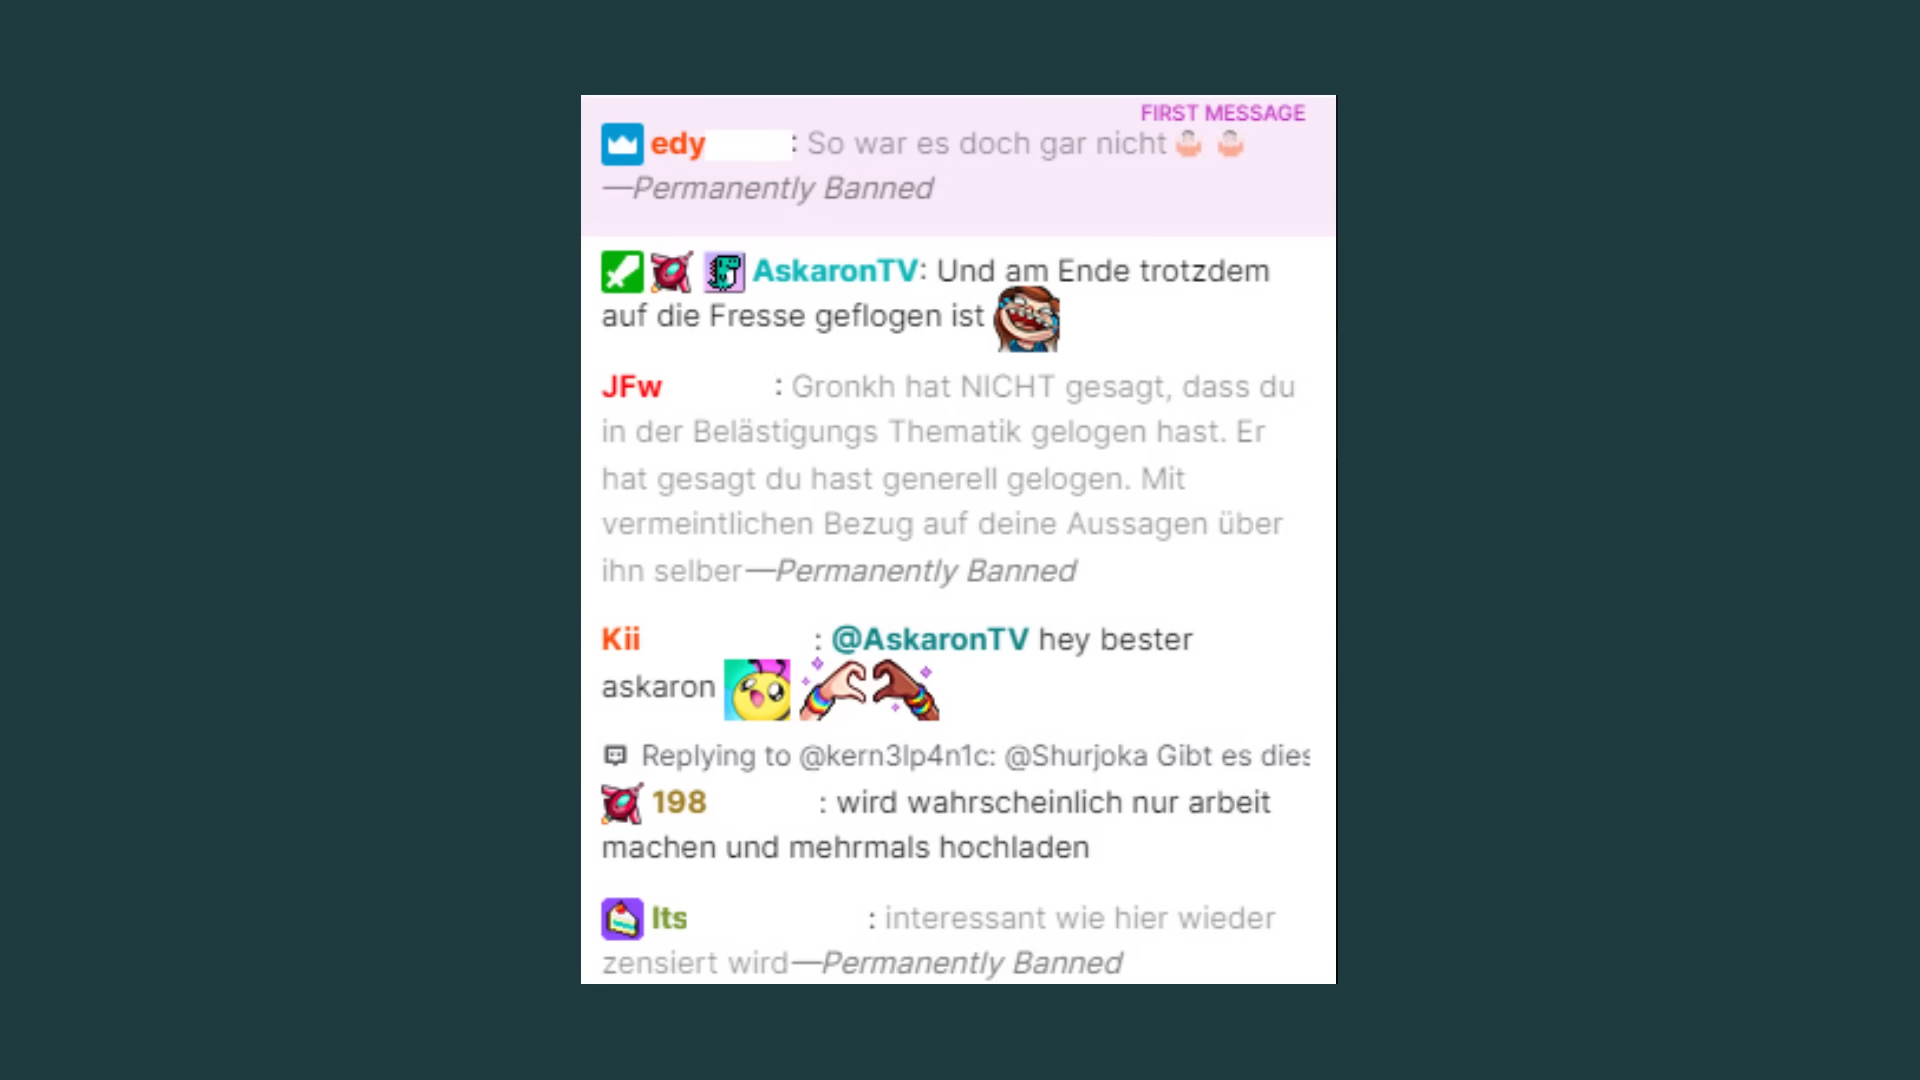 FIRST MESSAGE
edy : So war es doch gar nicht
—Permanently Banned
AskaronTV: Und am Ende trotzdem
auf die Fresse geflogen ist
JFw : Gronkh hat NICHT gesagt, dass du
in der Belästigungs Thematik gelogen hast. Er
hat gesagt du hast generell gelogen. Mit
vermeintlichen Bezug auf deine Aussagen über
ihn selber—Permanently Banned
Kii : @AskaronTV hey bester
askaron
Replying to @kern3lp4n1c: @Shurjoka Gibt es dies
198 : wird wahrscheinlich nur arbeit
machen und mehrmals hochladen
Its : interessant wie hier wieder
zensiert wird—Permanently Banned